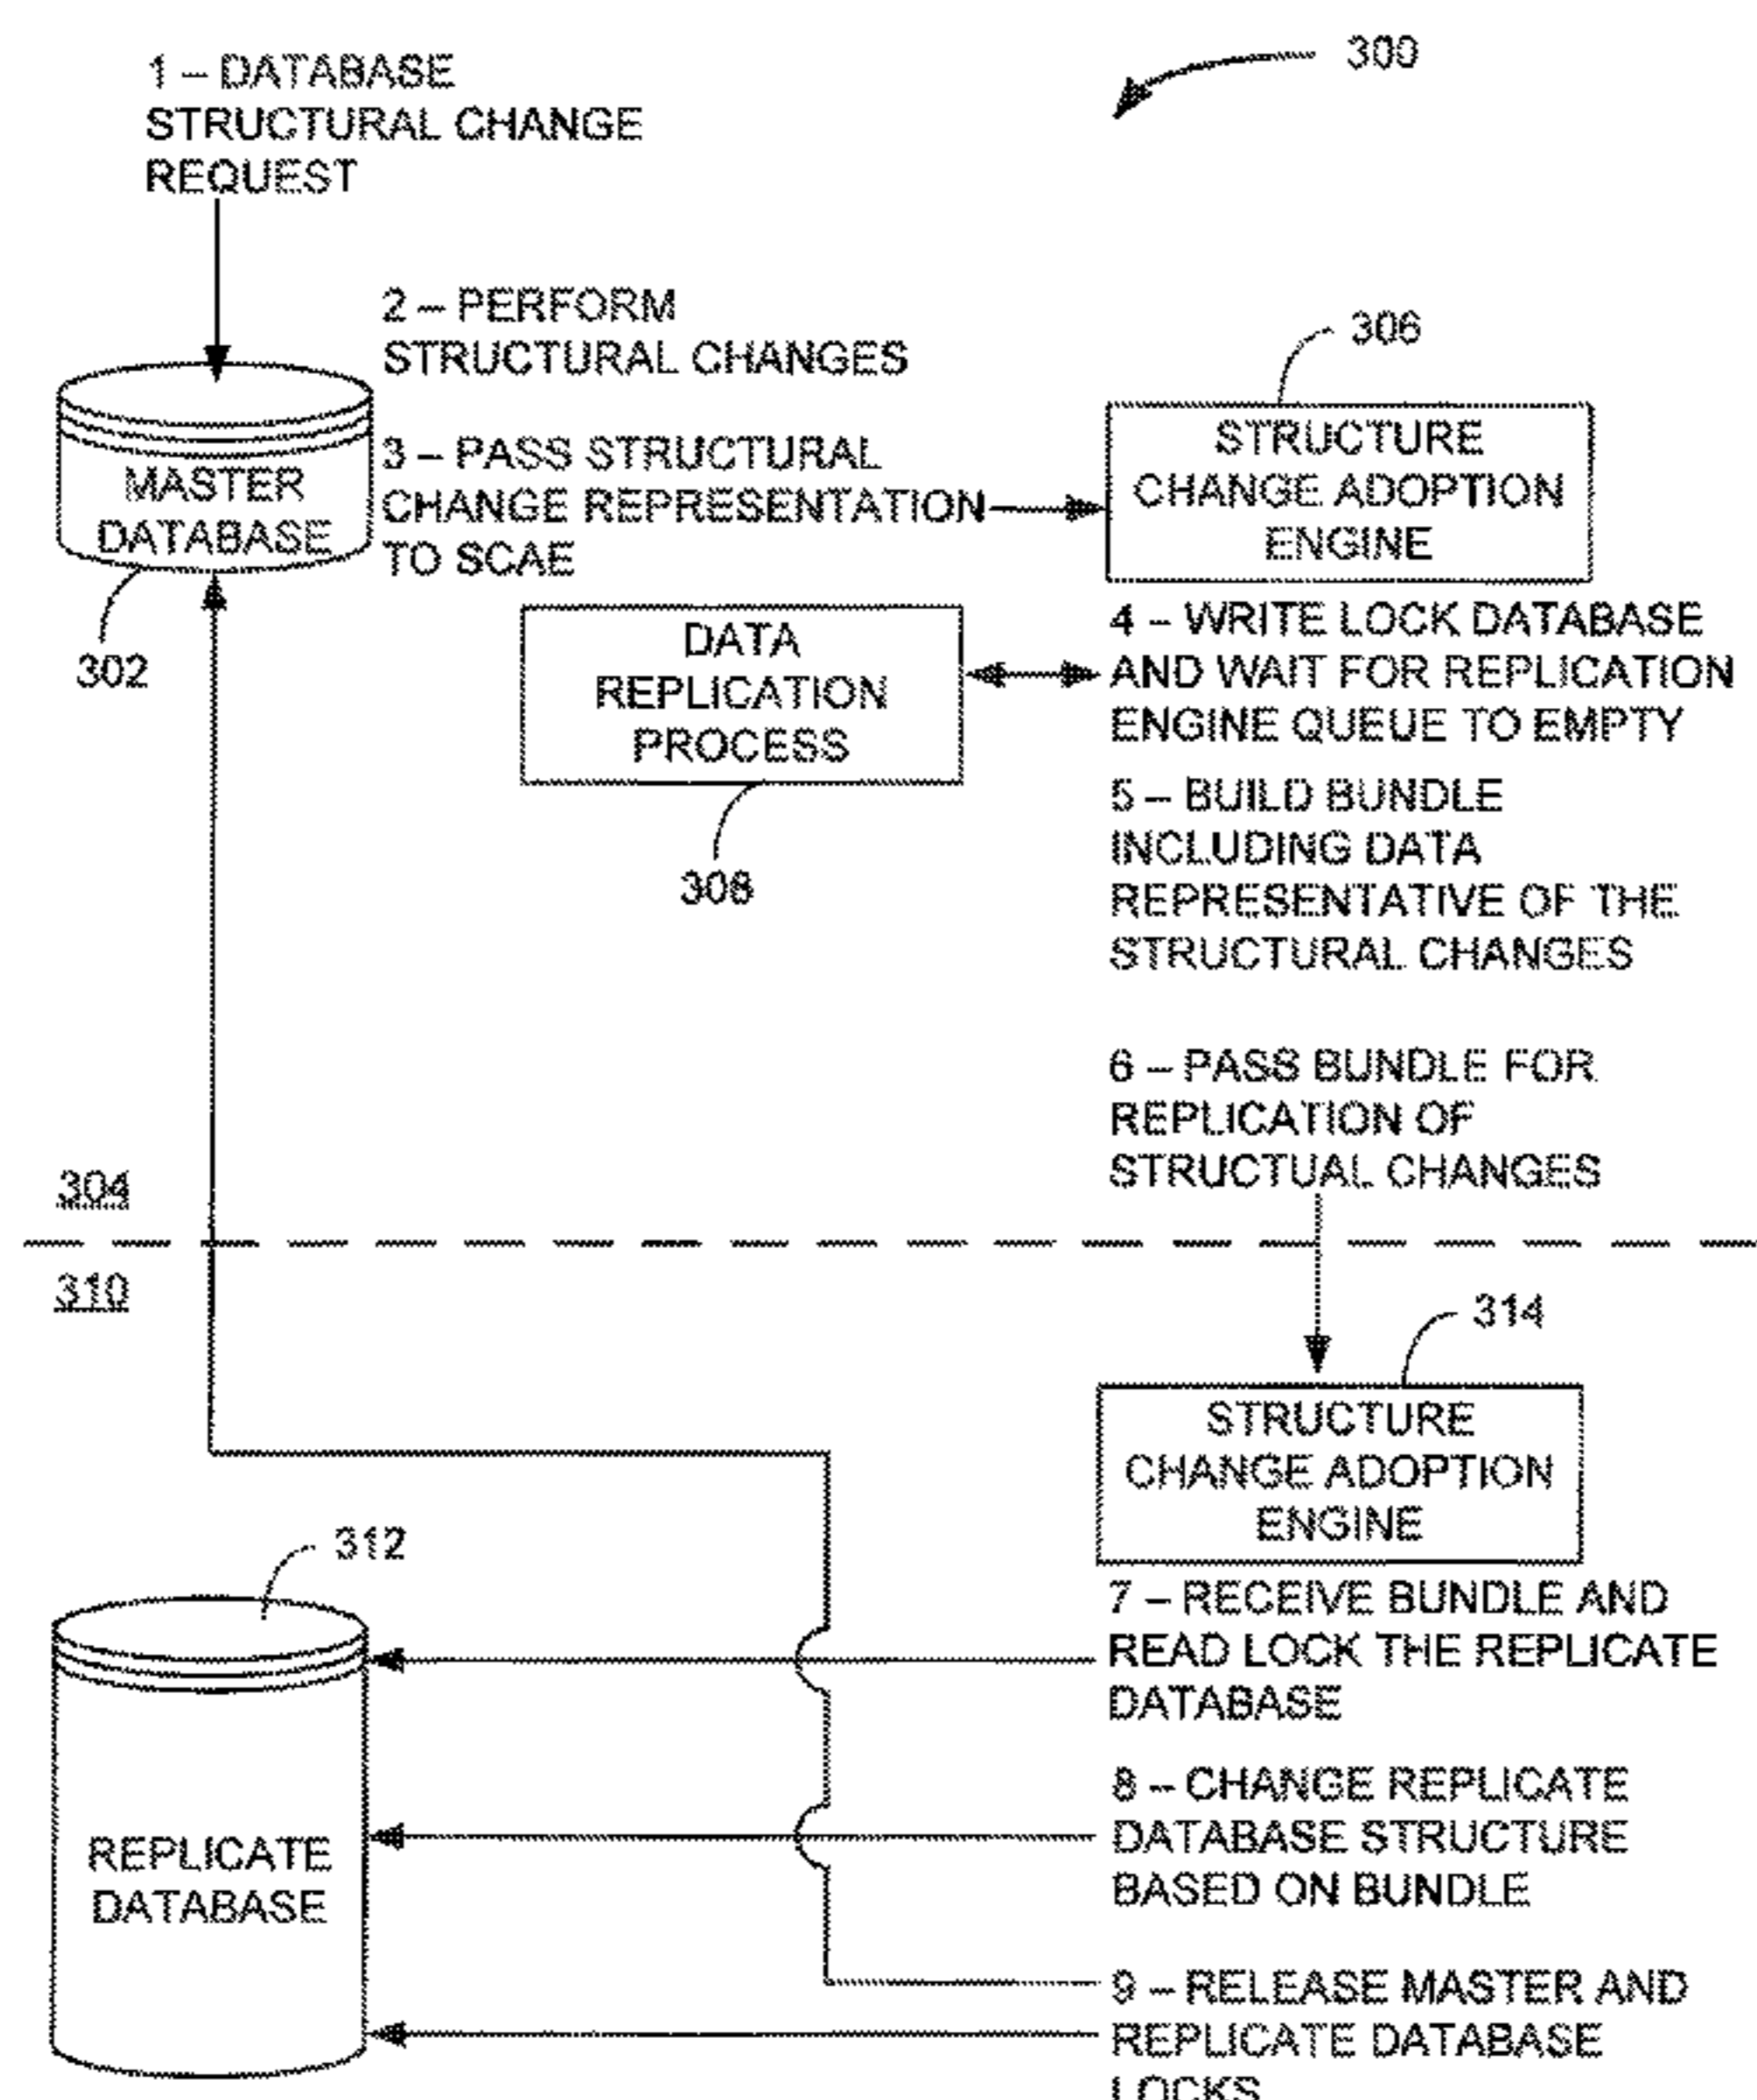 300
1 – DATABASE
STRUCTURAL CHANGE
REQUEST
2 – PERFORM
STRUCTURAL CHANGES
306
MASTER
DATABASE
3 – PASS STRUCTURAL
CHANGE REPRESENTATION
TO SCAE
STRUCTURE
CHANGE ADOPTION
ENGINE
302
DATA
REPLICATION
PROCESS
308
4 – WRITE LOCK DATABASE
AND WAIT FOR REPLICATION
ENGINE QUEUE TO EMPTY
5 – BUILD BUNDLE
INCLUDING DATA
REPRESENTATIVE OF THE
STRUCTURAL CHANGES
6 – PASS BUNDLE FOR
REPLICATION OF
STRUCTUAL CHANGES
304
310
314
STRUCTURE
CHANGE ADOPTION
ENGINE
312
7 – RECEIVE BUNDLE AND
READ LOCK THE REPLICATE
DATABASE
8 – CHANGE REPLICATE
DATABASE STRUCTURE
BASED ON BUNDLE
REPLICATE
DATABASE
9 – RELEASE MASTER AND
REPLICATE DATABASE
LOCKS